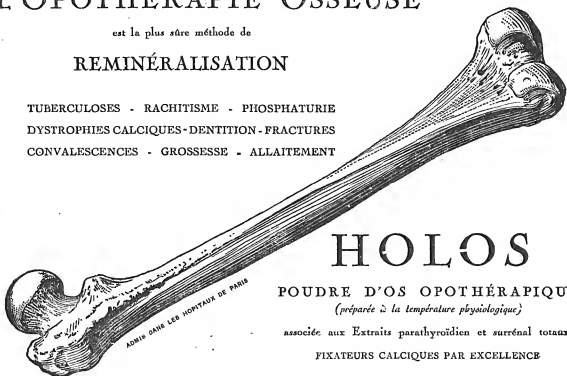 L'OPOTHÉRAPIE OSSEUSE
est la plus sûre méthode de
REMINÉRALISATION
TUBERCULOSES - RACHITISME - PHOSPHATURIE
DYSTROPHIES CALCIQUES - DENTITION - FRACTURES
CONVALESCENCES - GROSSESSE - ALLAITEMENT
ADMIS DANS LES HOPITAUX DE PARIS
HOLOS
POUDRE D'OS OPOTHÉRAPIQU
(préparée à la température physiologique)
associée aux Extraits parathyroïdien et surrénal totaux
FIXATEURS CALCIQUES PAR EXCELLENCE